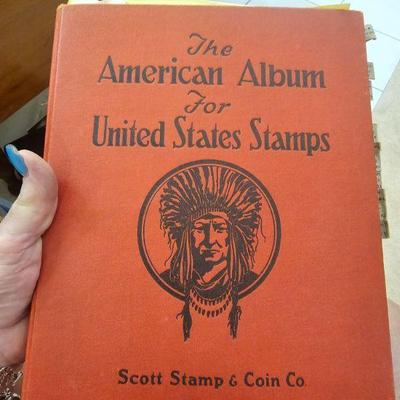 The
American Album
For
United States Stamps
Scott Stamp & Coin Co.